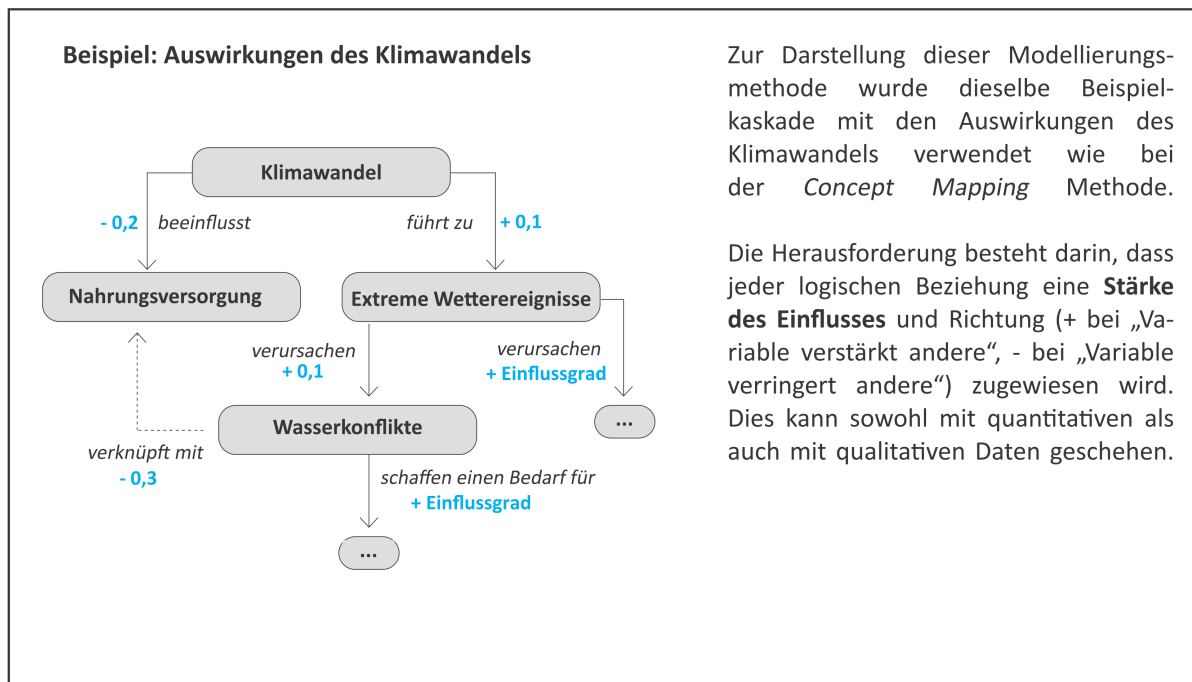 Beispiel: Auswirkungen des Klimawandels
Klimawandel
- 0,2 beeinflusst
führt zu + 0,1
Nahrungsversorgung
Extreme Wetterereignisse
verursachen
+ 0,1
verursachen
+ Einflussgrad
...
Wasserkonflikte
verknüpft mit
- 0,3
schaffen einen Bedarf für
+ Einflussgrad
...
Zur Darstellung dieser Modellierungs-
methode wurde dieselbe Beispiel-
kaskade mit den Auswirkungen des
Klimawandels verwendet wie bei
der Concept Mapping Methode.
Die Herausforderung besteht darin, dass
jeder logischen Beziehung eine Stärke
des Einflusses und Richtung (+ bei „Va-
riable verstärkt andere“, - bei „Variable
verringert andere“) zugewiesen wird.
Dies kann sowohl mit quantitativen als
auch mit qualitativen Daten geschehen.